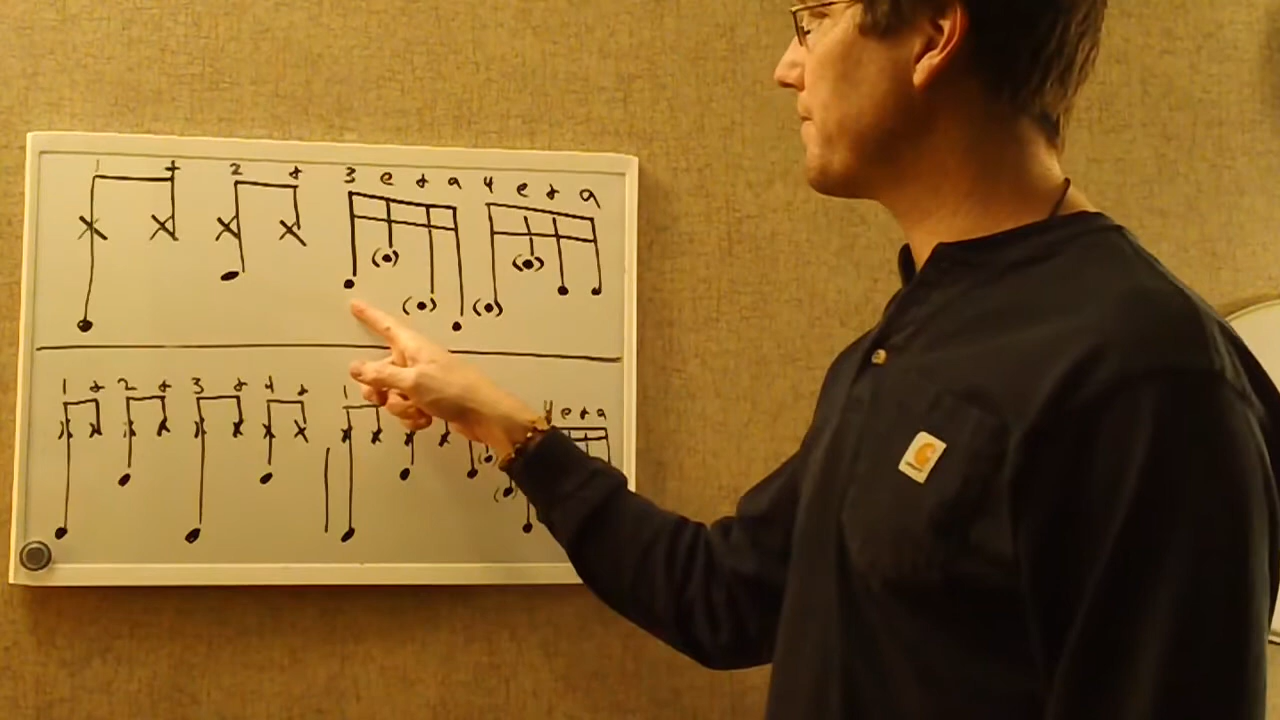 1 + 2 + 3 e + a 4 e + a
1 + 2 + 3 + 4 + 1 4 e + a